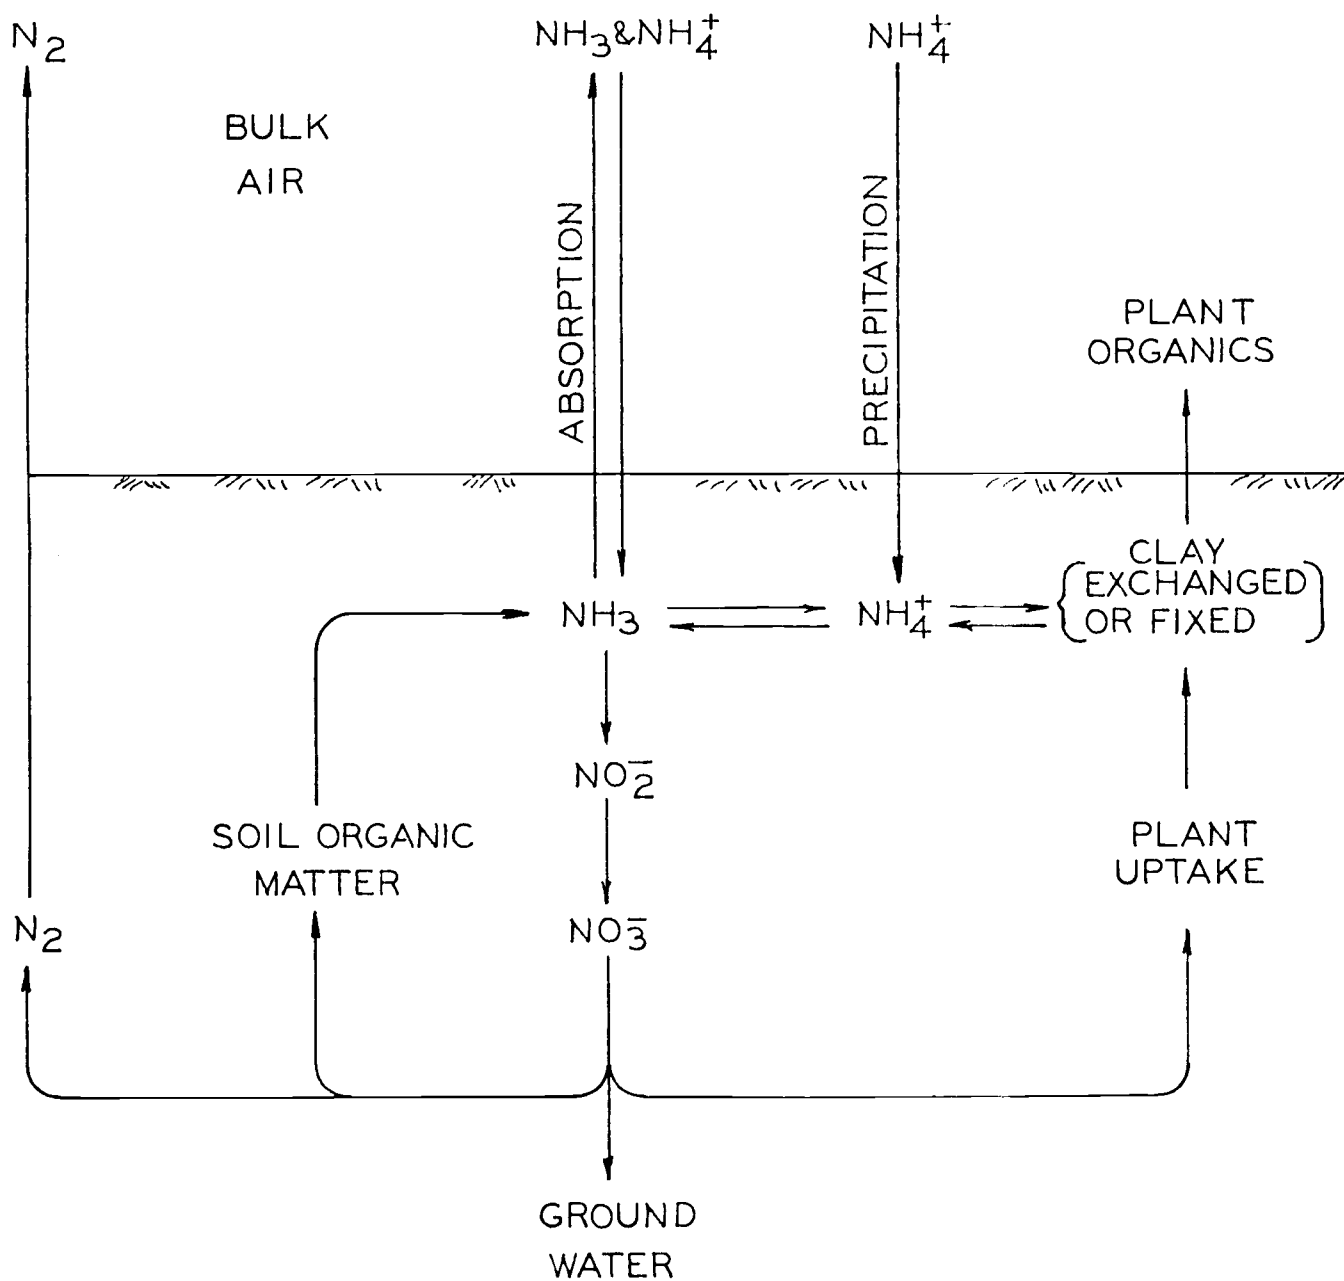 N₂
NH₃ & NH₄⁺
NH₄⁺
BULK
AIR
ABSORPTION
PRECIPITATION
PLANT
ORGANICS
CLAY
EXCHANGED
OR FIXED
NH₃
NH₄⁺
NO₂⁻
SOIL ORGANIC
MATTER
PLANT
UPTAKE
N₂
NO₃⁻
GROUND
WATER